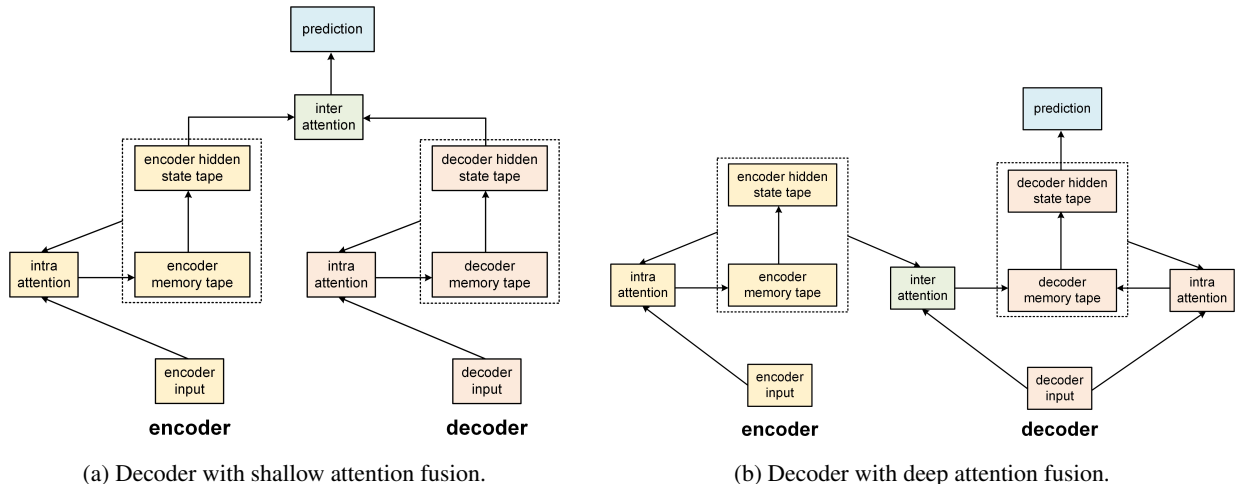 prediction
inter
attention
encoder hidden
state tape
decoder hidden
state tape
intra
attention
encoder
memory tape
intra
attention
decoder
memory tape
encoder
input
decoder
input
encoder
decoder
(a) Decoder with shallow attention fusion.
prediction
encoder hidden
state tape
decoder hidden
state tape
intra
attention
encoder
memory tape
inter
attention
decoder
memory tape
intra
attention
encoder
input
decoder
input
encoder
decoder
(b) Decoder with deep attention fusion.